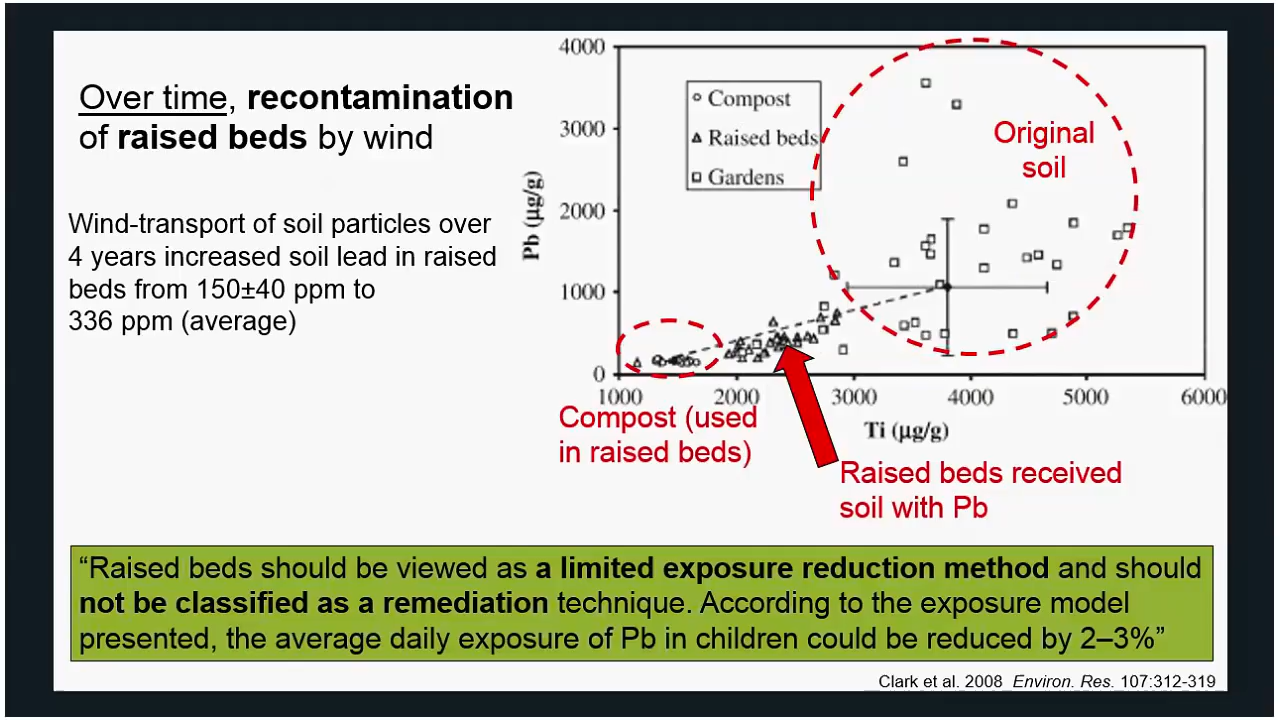 Over time, recontamination
of raised beds by wind
Wind-transport of soil particles over
4 years increased soil lead in raised
beds from 150±40 ppm to
336 ppm (average)
4000
3000
2000
1000
0
Pb (µg/g)
Compost
Raised beds
Gardens
Original
soil
1000 2000 3000 4000 5000 6000
Ti (µg/g)
Compost (used
in raised beds)
Raised beds received
soil with Pb
“Raised beds should be viewed as a limited exposure reduction method and should
not be classified as a remediation technique. According to the exposure model
presented, the average daily exposure of Pb in children could be reduced by 2–3%”
Clark et al. 2008 Environ. Res. 107:312-319